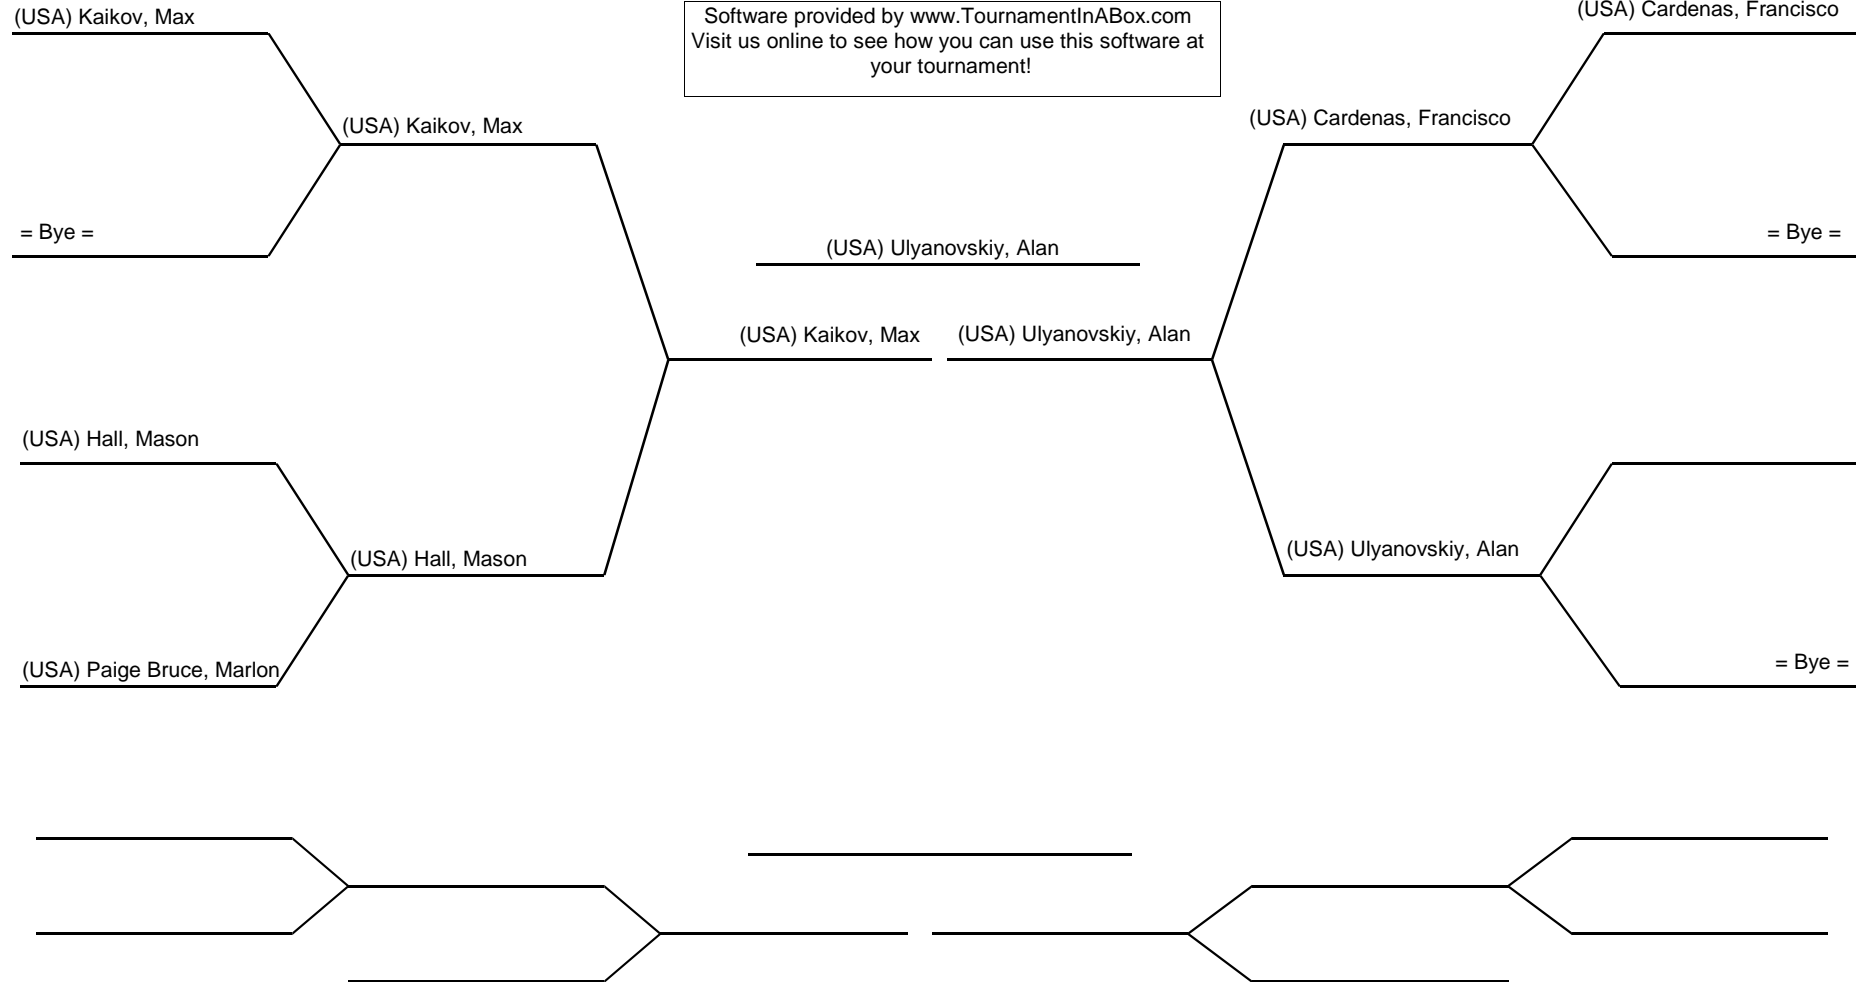 (USA) Kaikov, Max
Software provided by www.TournamentInABox.com
Visit us online to see how you can use this software at
your tournament!
(USA) Cardenas, Francisco
(USA) Kaikov, Max
(USA) Cardenas, Francisco
= Bye =
(USA) Ulyanovskiy, Alan
= Bye =
(USA) Kaikov, Max
(USA) Ulyanovskiy, Alan
(USA) Hall, Mason
(USA) Hall, Mason
(USA) Ulyanovskiy, Alan
(USA) Paige Bruce, Marlon
= Bye =